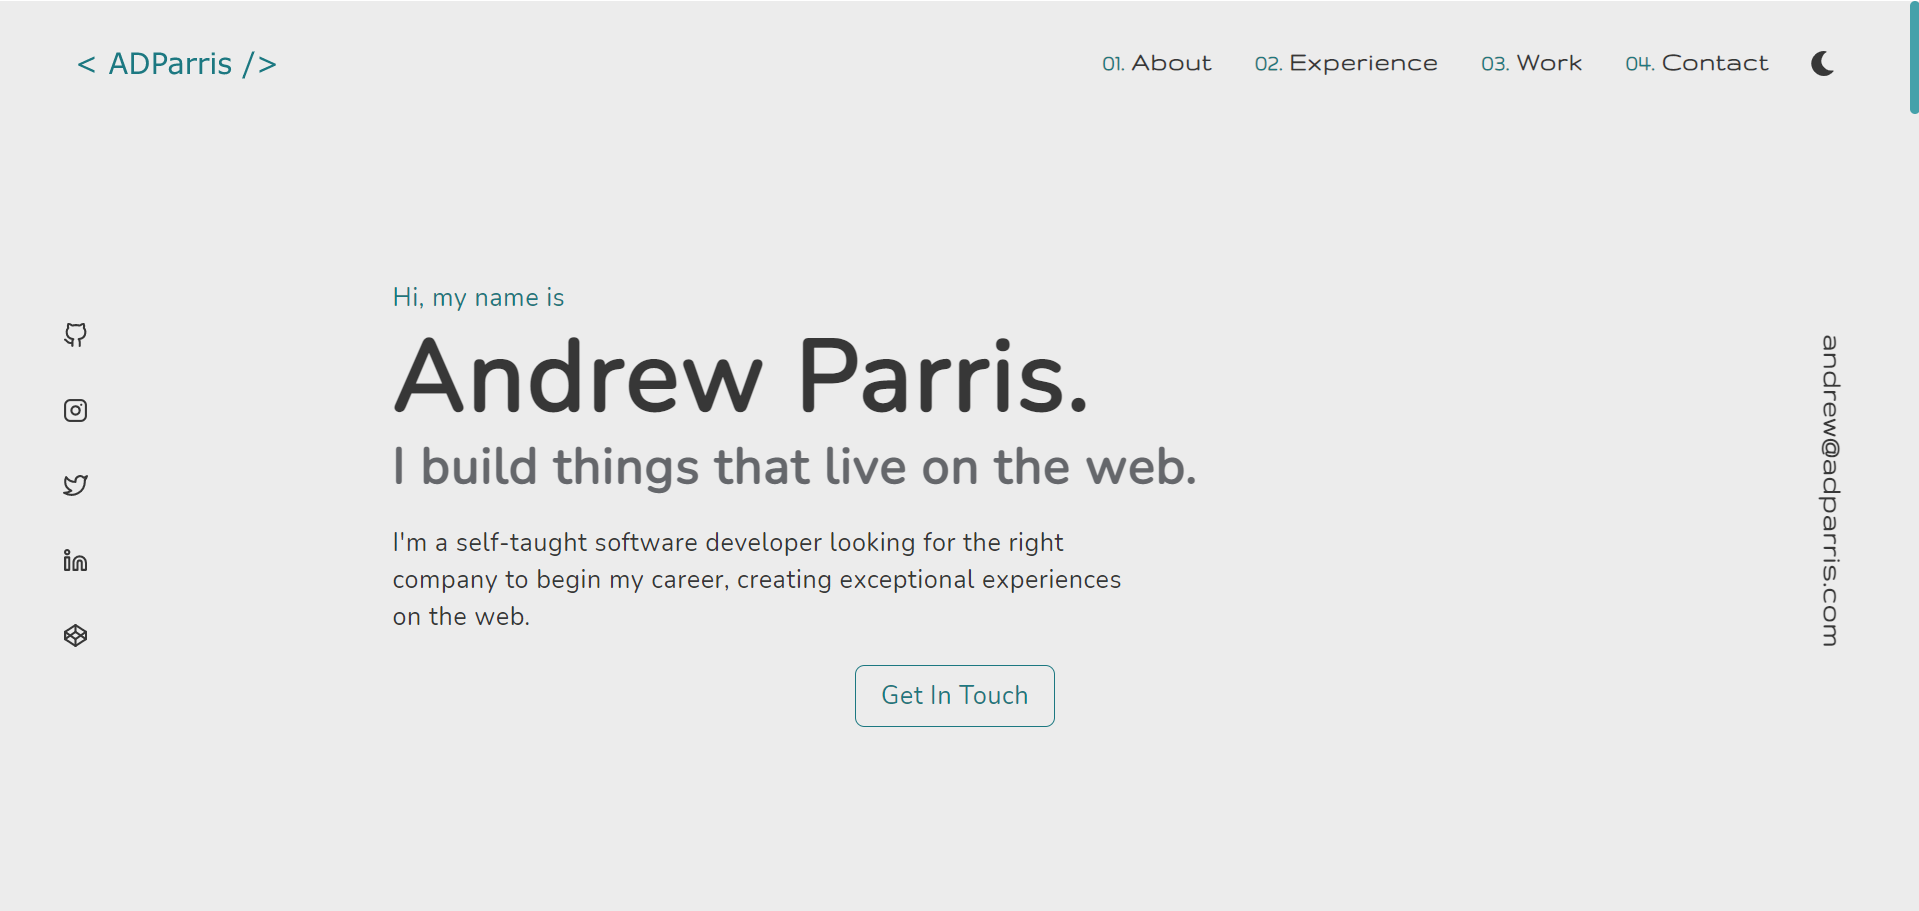 < ADParris />
01. About
02. Experience
03. Work
04. Contact
Hi, my name is
Andrew Parris.
I build things that live on the web.
I'm a self-taught software developer looking for the right
company to begin my career, creating exceptional experiences
on the web.
Get In Touch
andrew@adparris.com